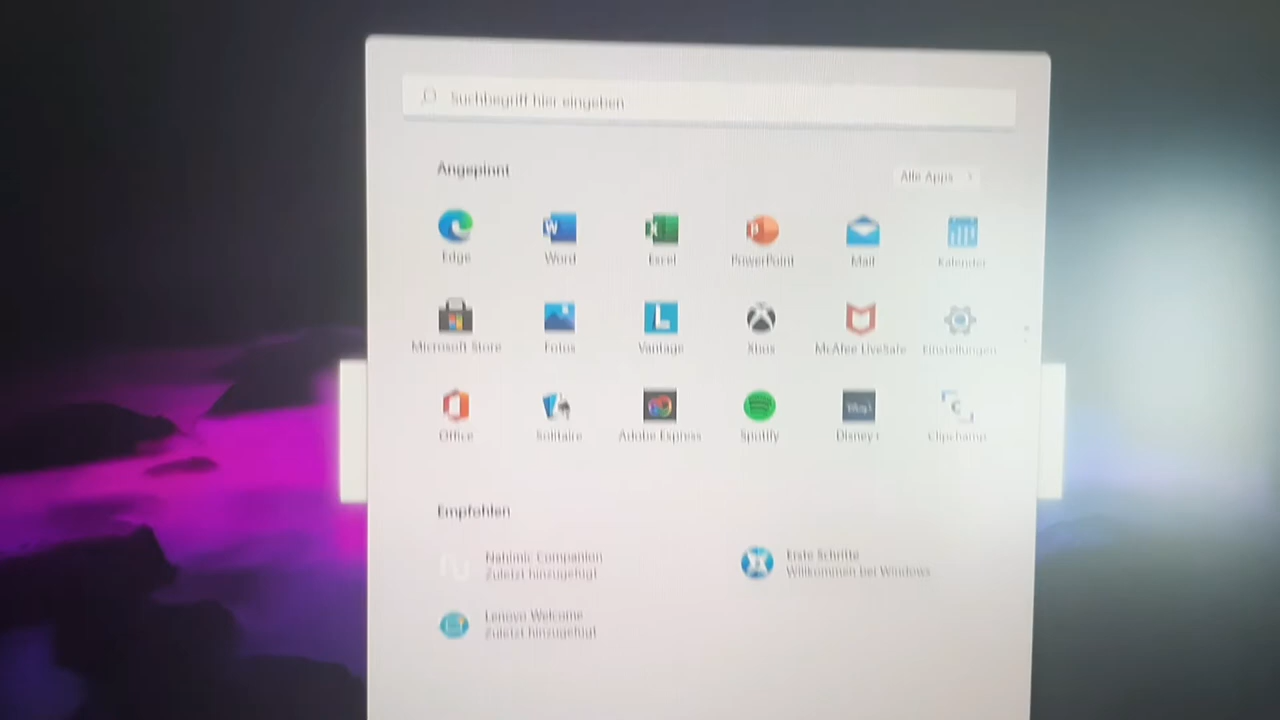 Suchbegriff hier eingeben
Angepinnt
Alle Apps
Edge
Word
Excel
PowerPoint
Mail
Kalender
Microsoft Store
Fotos
Vantage
Xbox
McAfee LiveSafe
Einstellungen
Office
Solitaire
Adobe Express
Spotify
Disney+
Clipchamp
Empfohlen
Nahimic Companion
Zuletzt hinzugefügt
Erste Schritte
Willkommen bei Windows
Lenovo Welcome
Zuletzt hinzugefügt